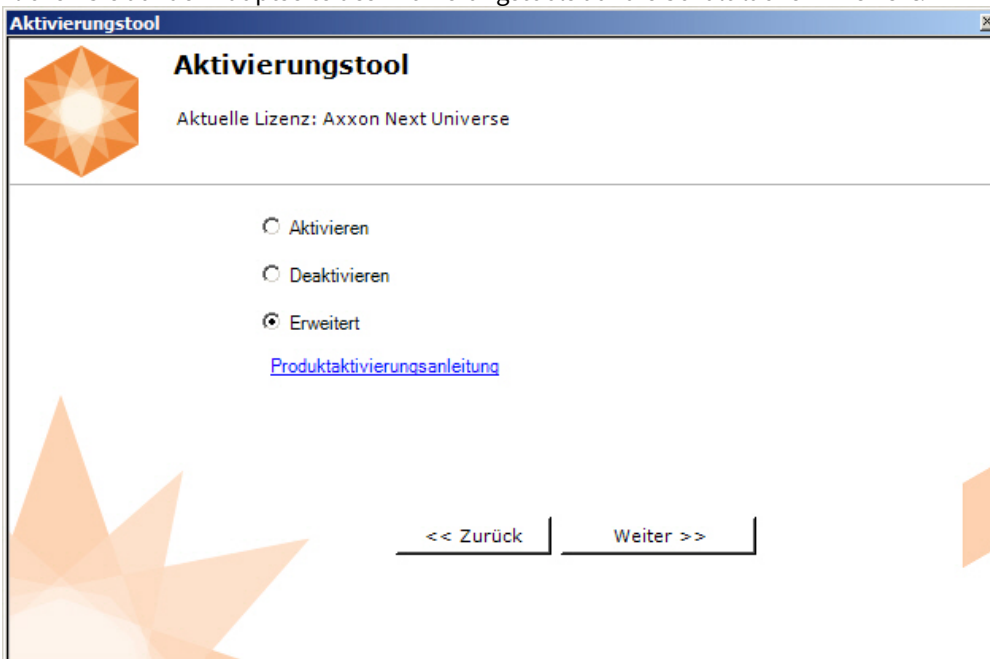 Aktivierungstool
Aktivierungstool
Aktuelle Lizenz: Axxon Next Universe
Aktivieren
Deaktivieren
Erweitert
Produktaktivierungsanleitung
<< Zurück
Weiter >>